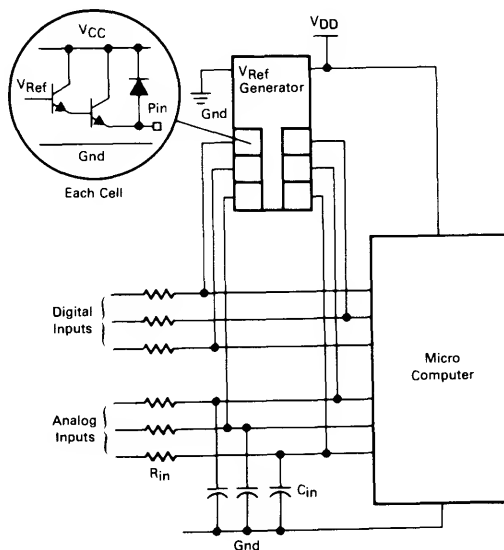 VCC
VRef
Pin
Gnd
Each Cell
VDD
VRef
Generator
Gnd
Digital
Inputs
Analog
Inputs
Rin
Cin
Gnd
Micro
Computer